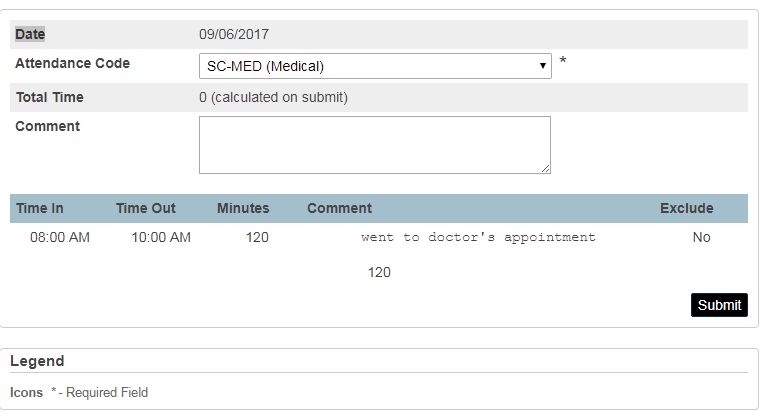 Date 09/06/2017
Attendance Code SC-MED (Medical) *
Total Time 0 (calculated on submit)
Comment
Time In Time Out Minutes Comment Exclude
08:00 AM 10:00 AM 120 went to doctor's appointment No
120
Submit
Legend
Icons * - Required Field